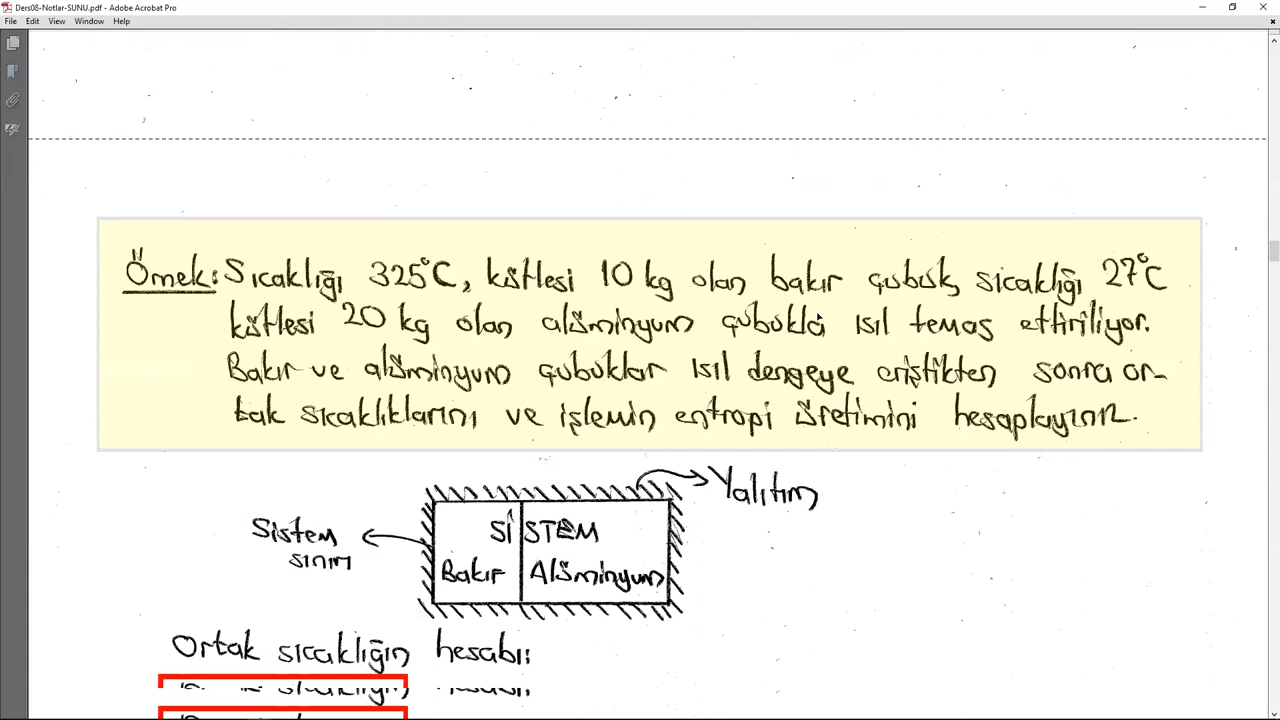 Ders08-Notlar-SUNU.pdf - Adobe Acrobat Pro
File Edit View Window Help
Örnek: Sıcaklığı 325°C, kütlesi 10 kg olan bakır çubuk, sıcaklığı 27°C
kütlesi 20 kg olan alüminyum çubukla ısıl temas ettiriliyor.
Bakır ve alüminyum çubuklar ısıl dengeye eriştikten sonra or-
tak sıcaklıklarını ve işlemin entropi üretimini hesaplayınız.
Yalıtım
Sistem
sınırı
SİSTEM
Bakır
Alüminyum
Ortak sıcaklığın hesabı: